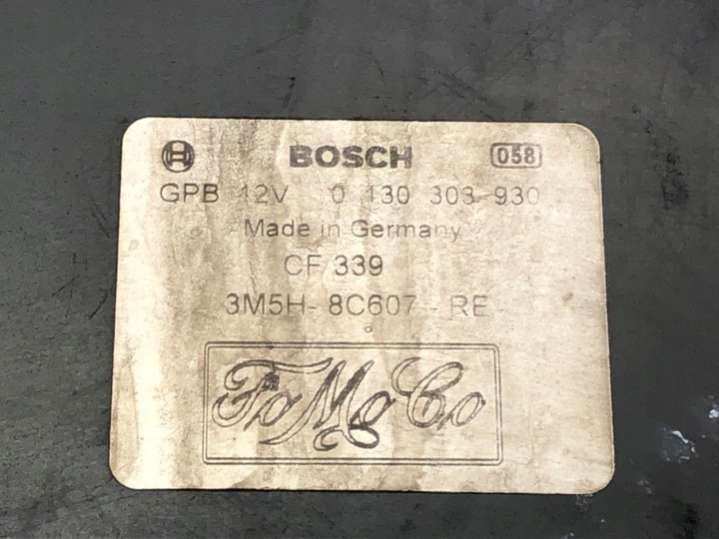 BOSCH 058
GPB 12V 0 130 303 930
Made in Germany
CF 339
3M5H- 8C607 - RE
FoMoCo